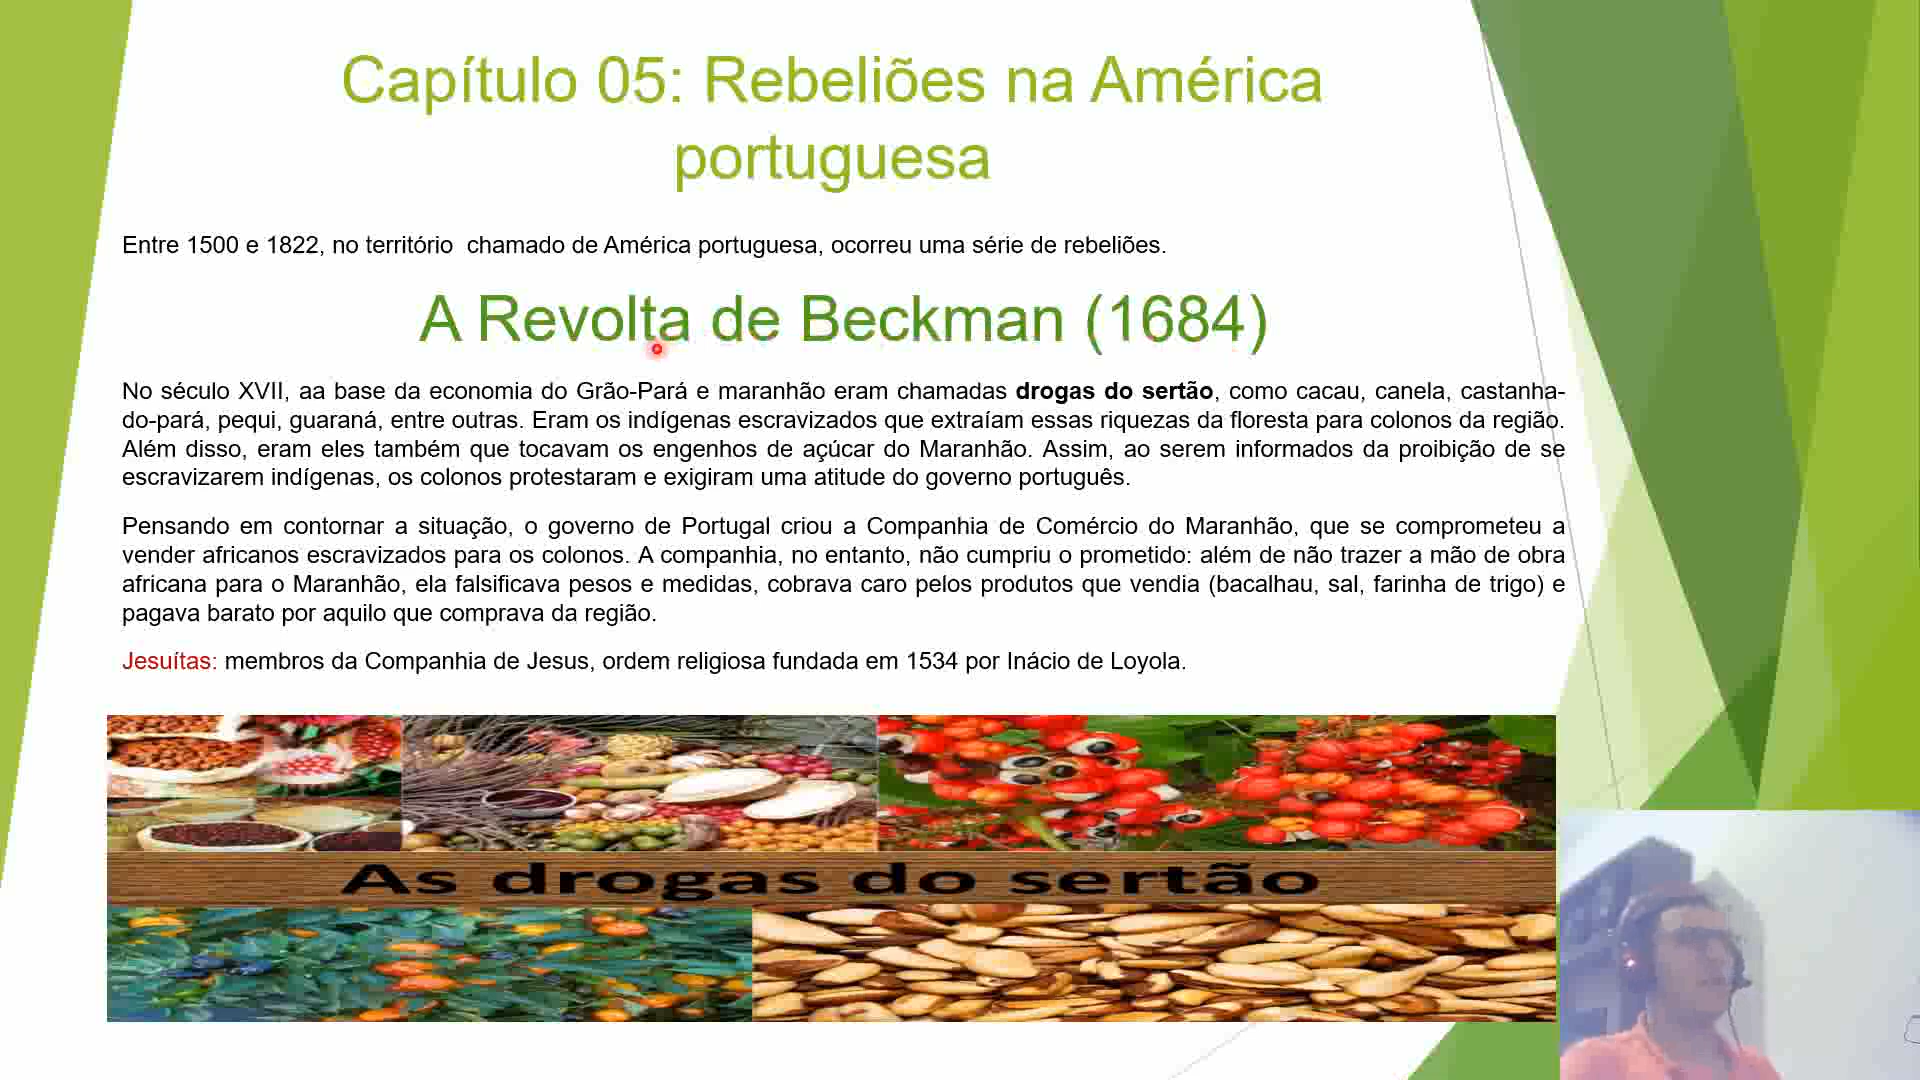 Capítulo 05: Rebeliões na América
portuguesa
Entre 1500 e 1822, no território  chamado de América portuguesa, ocorreu uma série de rebeliões.
A Revolta de Beckman (1684)
No século XVII, aa base da economia do Grão-Pará e maranhão eram chamadas drogas do sertão, como cacau, canela, castanha-
do-pará, pequi, guaraná, entre outras. Eram os indígenas escravizados que extraíam essas riquezas da floresta para colonos da região.
Além disso, eram eles também que tocavam os engenhos de açúcar do Maranhão. Assim, ao serem informados da proibição de se
escravizarem indígenas, os colonos protestaram e exigiram uma atitude do governo português.
Pensando em contornar a situação, o governo de Portugal criou a Companhia de Comércio do Maranhão, que se comprometeu a
vender africanos escravizados para os colonos. A companhia, no entanto, não cumpriu o prometido: além de não trazer a mão de obra
africana para o Maranhão, ela falsificava pesos e medidas, cobrava caro pelos produtos que vendia (bacalhau, sal, farinha de trigo) e
pagava barato por aquilo que comprava da região.
Jesuítas: membros da Companhia de Jesus, ordem religiosa fundada em 1534 por Inácio de Loyola.
As drogas do sertão